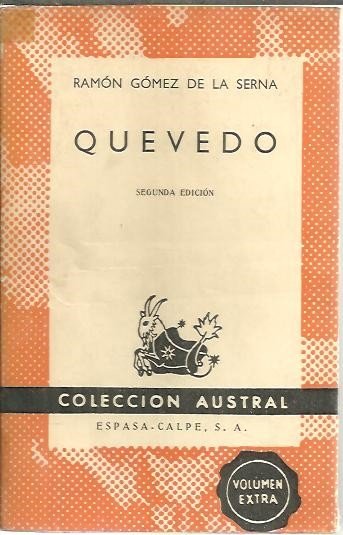 RAMÓN GÓMEZ DE LA SERNA
QUEVEDO
SEGUNDA EDICIÓN
COLECCION AUSTRAL
ESPASA-CALPE, S. A.
VOLUMEN
EXTRA